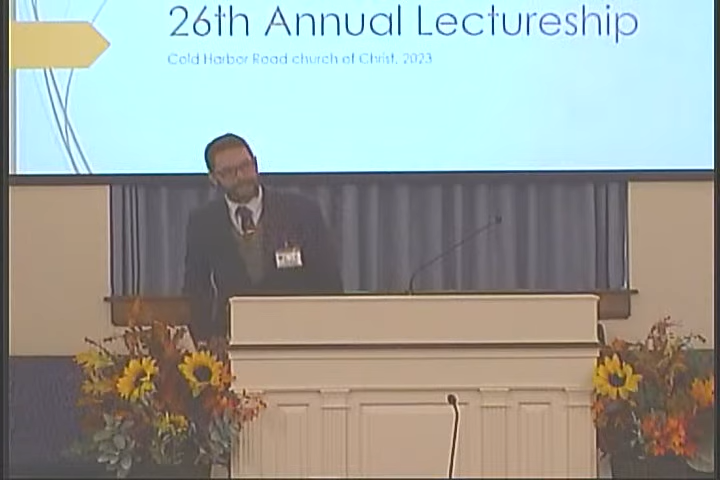 26th Annual Lectureship
Cold Harbor Road church of Christ, 2023